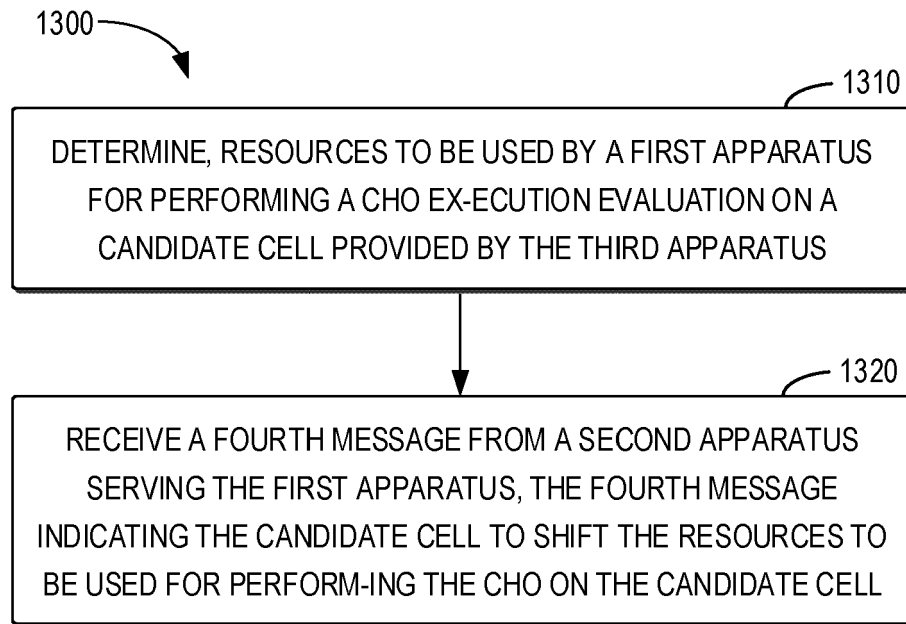 1300
1310
DETERMINE, RESOURCES TO BE USED BY A FIRST APPARATUS
FOR PERFORMING A CHO EX-ECUTION EVALUATION ON A
CANDIDATE CELL PROVIDED BY THE THIRD APPARATUS
1320
RECEIVE A FOURTH MESSAGE FROM A SECOND APPARATUS
SERVING THE FIRST APPARATUS, THE FOURTH MESSAGE
INDICATING THE CANDIDATE CELL TO SHIFT THE RESOURCES TO
BE USED FOR PERFORM-ING THE CHO ON THE CANDIDATE CELL